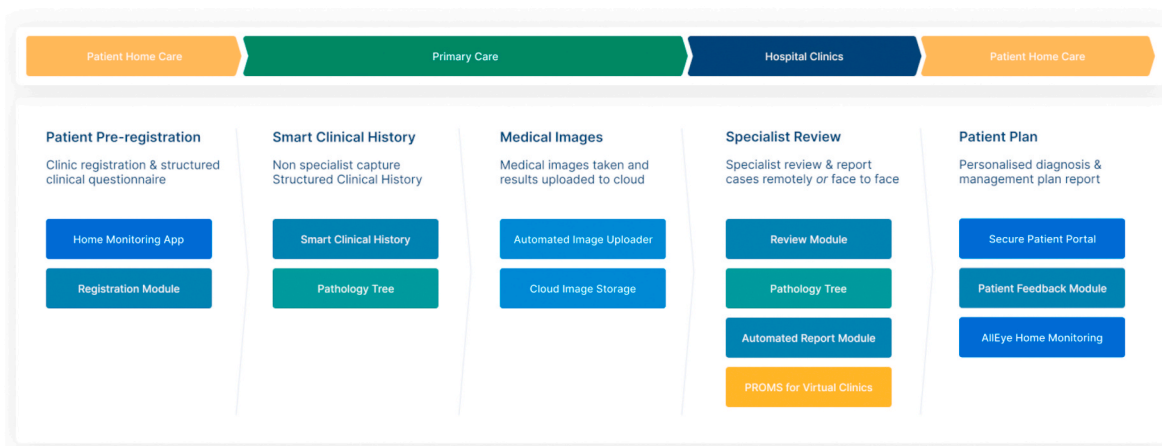 Patient Home Care
Primary Care
Hospital Clinics
Patient Home Care
Patient Pre-registration
Clinic registration & structured
clinical questionnaire
Home Monitoring App
Registration Module
Smart Clinical History
Non specialist capture
Structured Clinical History
Smart Clinical History
Pathology Tree
Medical Images
Medical images taken and
results uploaded to cloud
Automated Image Uploader
Cloud Image Storage
Specialist Review
Specialist review & report
cases remotely or face to face
Review Module
Pathology Tree
Automated Report Module
PROMS for Virtual Clinics
Patient Plan
Personalised diagnosis &
management plan report
Secure Patient Portal
Patient Feedback Module
AllEye Home Monitoring